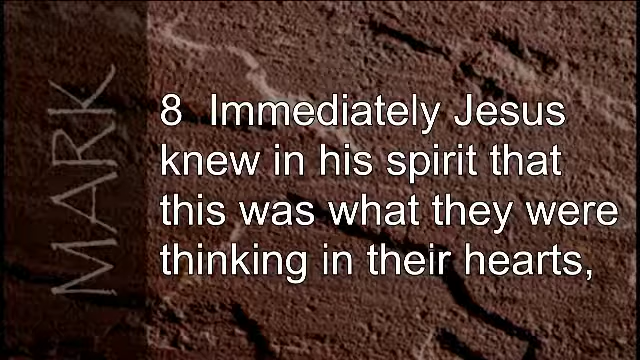 MARK
8 Immediately Jesus
knew in his spirit that
this was what they were
thinking in their hearts,